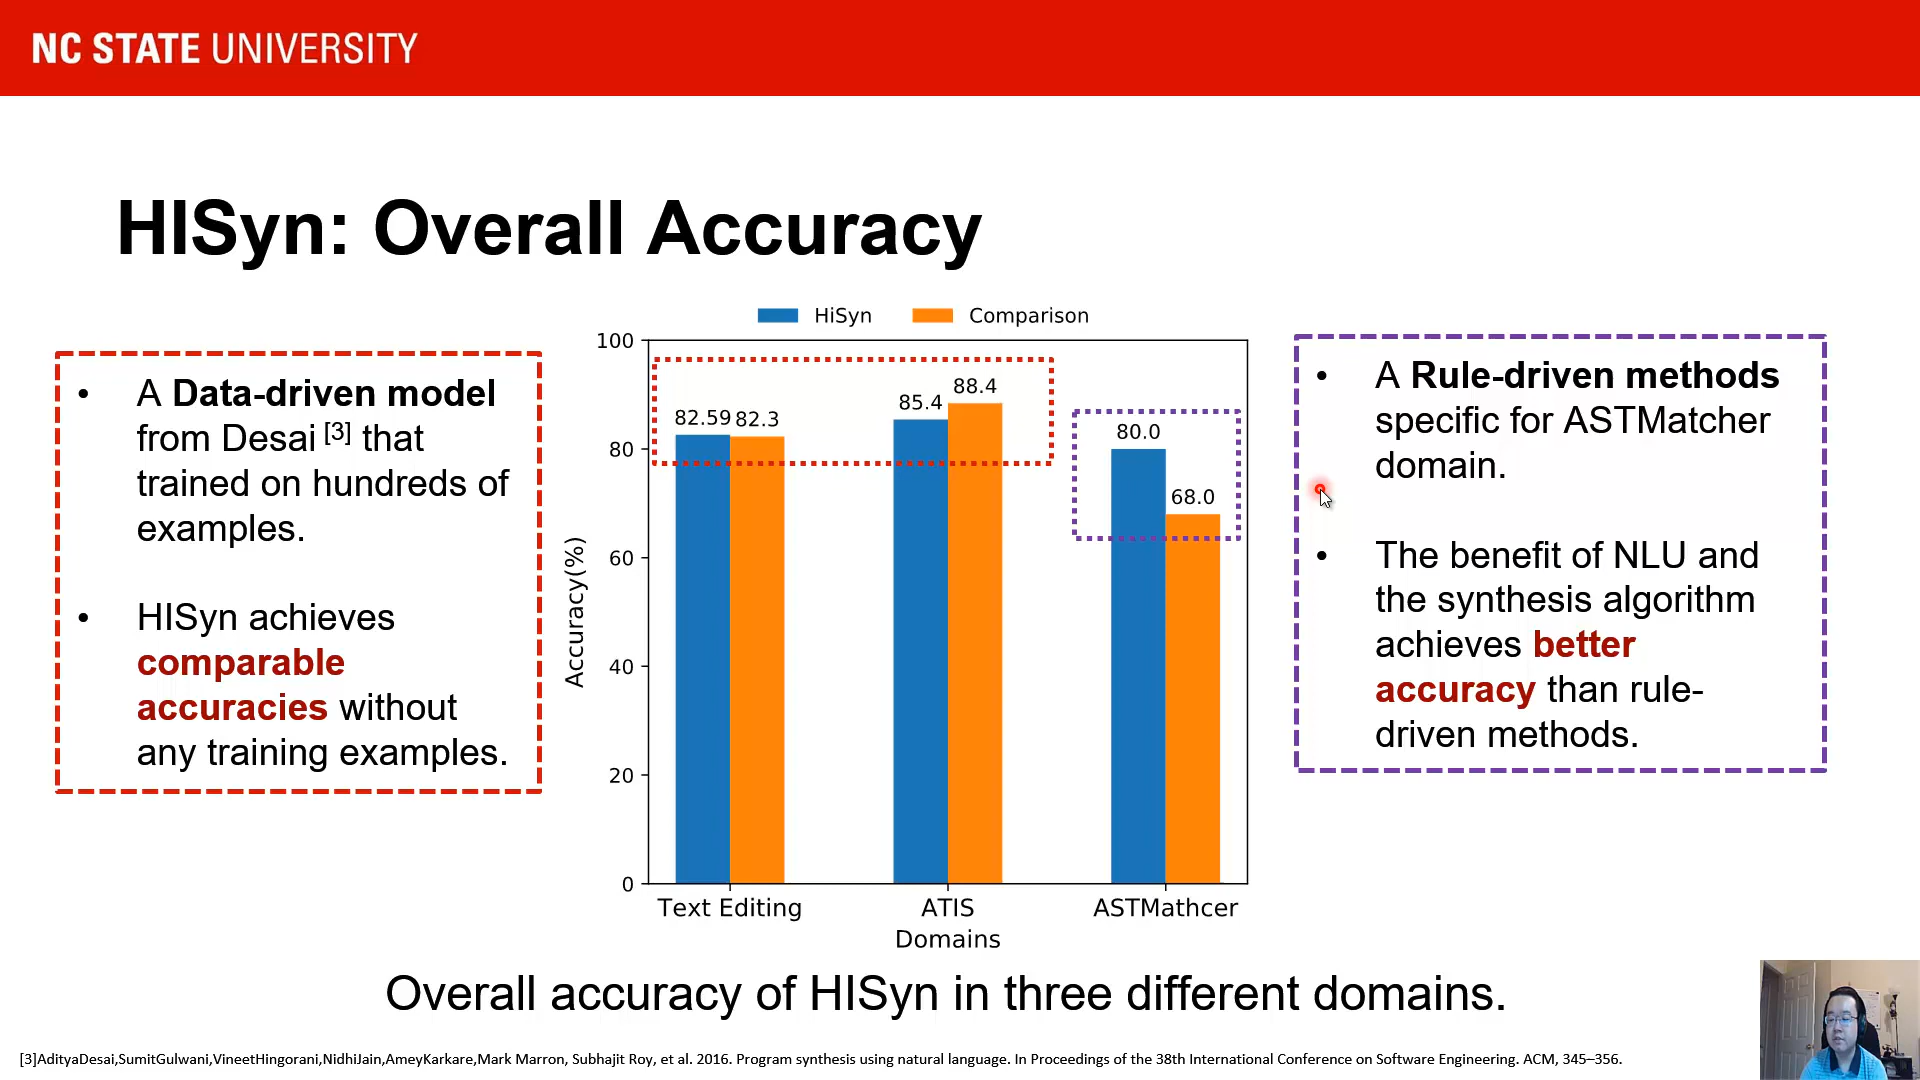 NC STATE UNIVERSITY
HISyn: Overall Accuracy
• A Data-driven model
from Desai [3] that
trained on hundreds of
examples.
• HISyn achieves
comparable
accuracies without
any training examples.
HiSyn Comparison
100
80
60
40
20
0
Accuracy(%)
82.59 82.3
85.4 88.4
80.0 68.0
Text Editing ATIS ASTMathcer
Domains
• A Rule-driven methods
specific for ASTMatcher
domain.
• The benefit of NLU and
the synthesis algorithm
achieves better
accuracy than rule-
driven methods.
Overall accuracy of HISyn in three different domains.
[3]AdityaDesai,SumitGulwani,VineetHingorani,NidhiJain,AmeyKarkare,Mark Marron, Subhajit Roy, et al. 2016. Program synthesis using natural language. In Proceedings of the 38th International Conference on Software Engineering. ACM, 345–356.